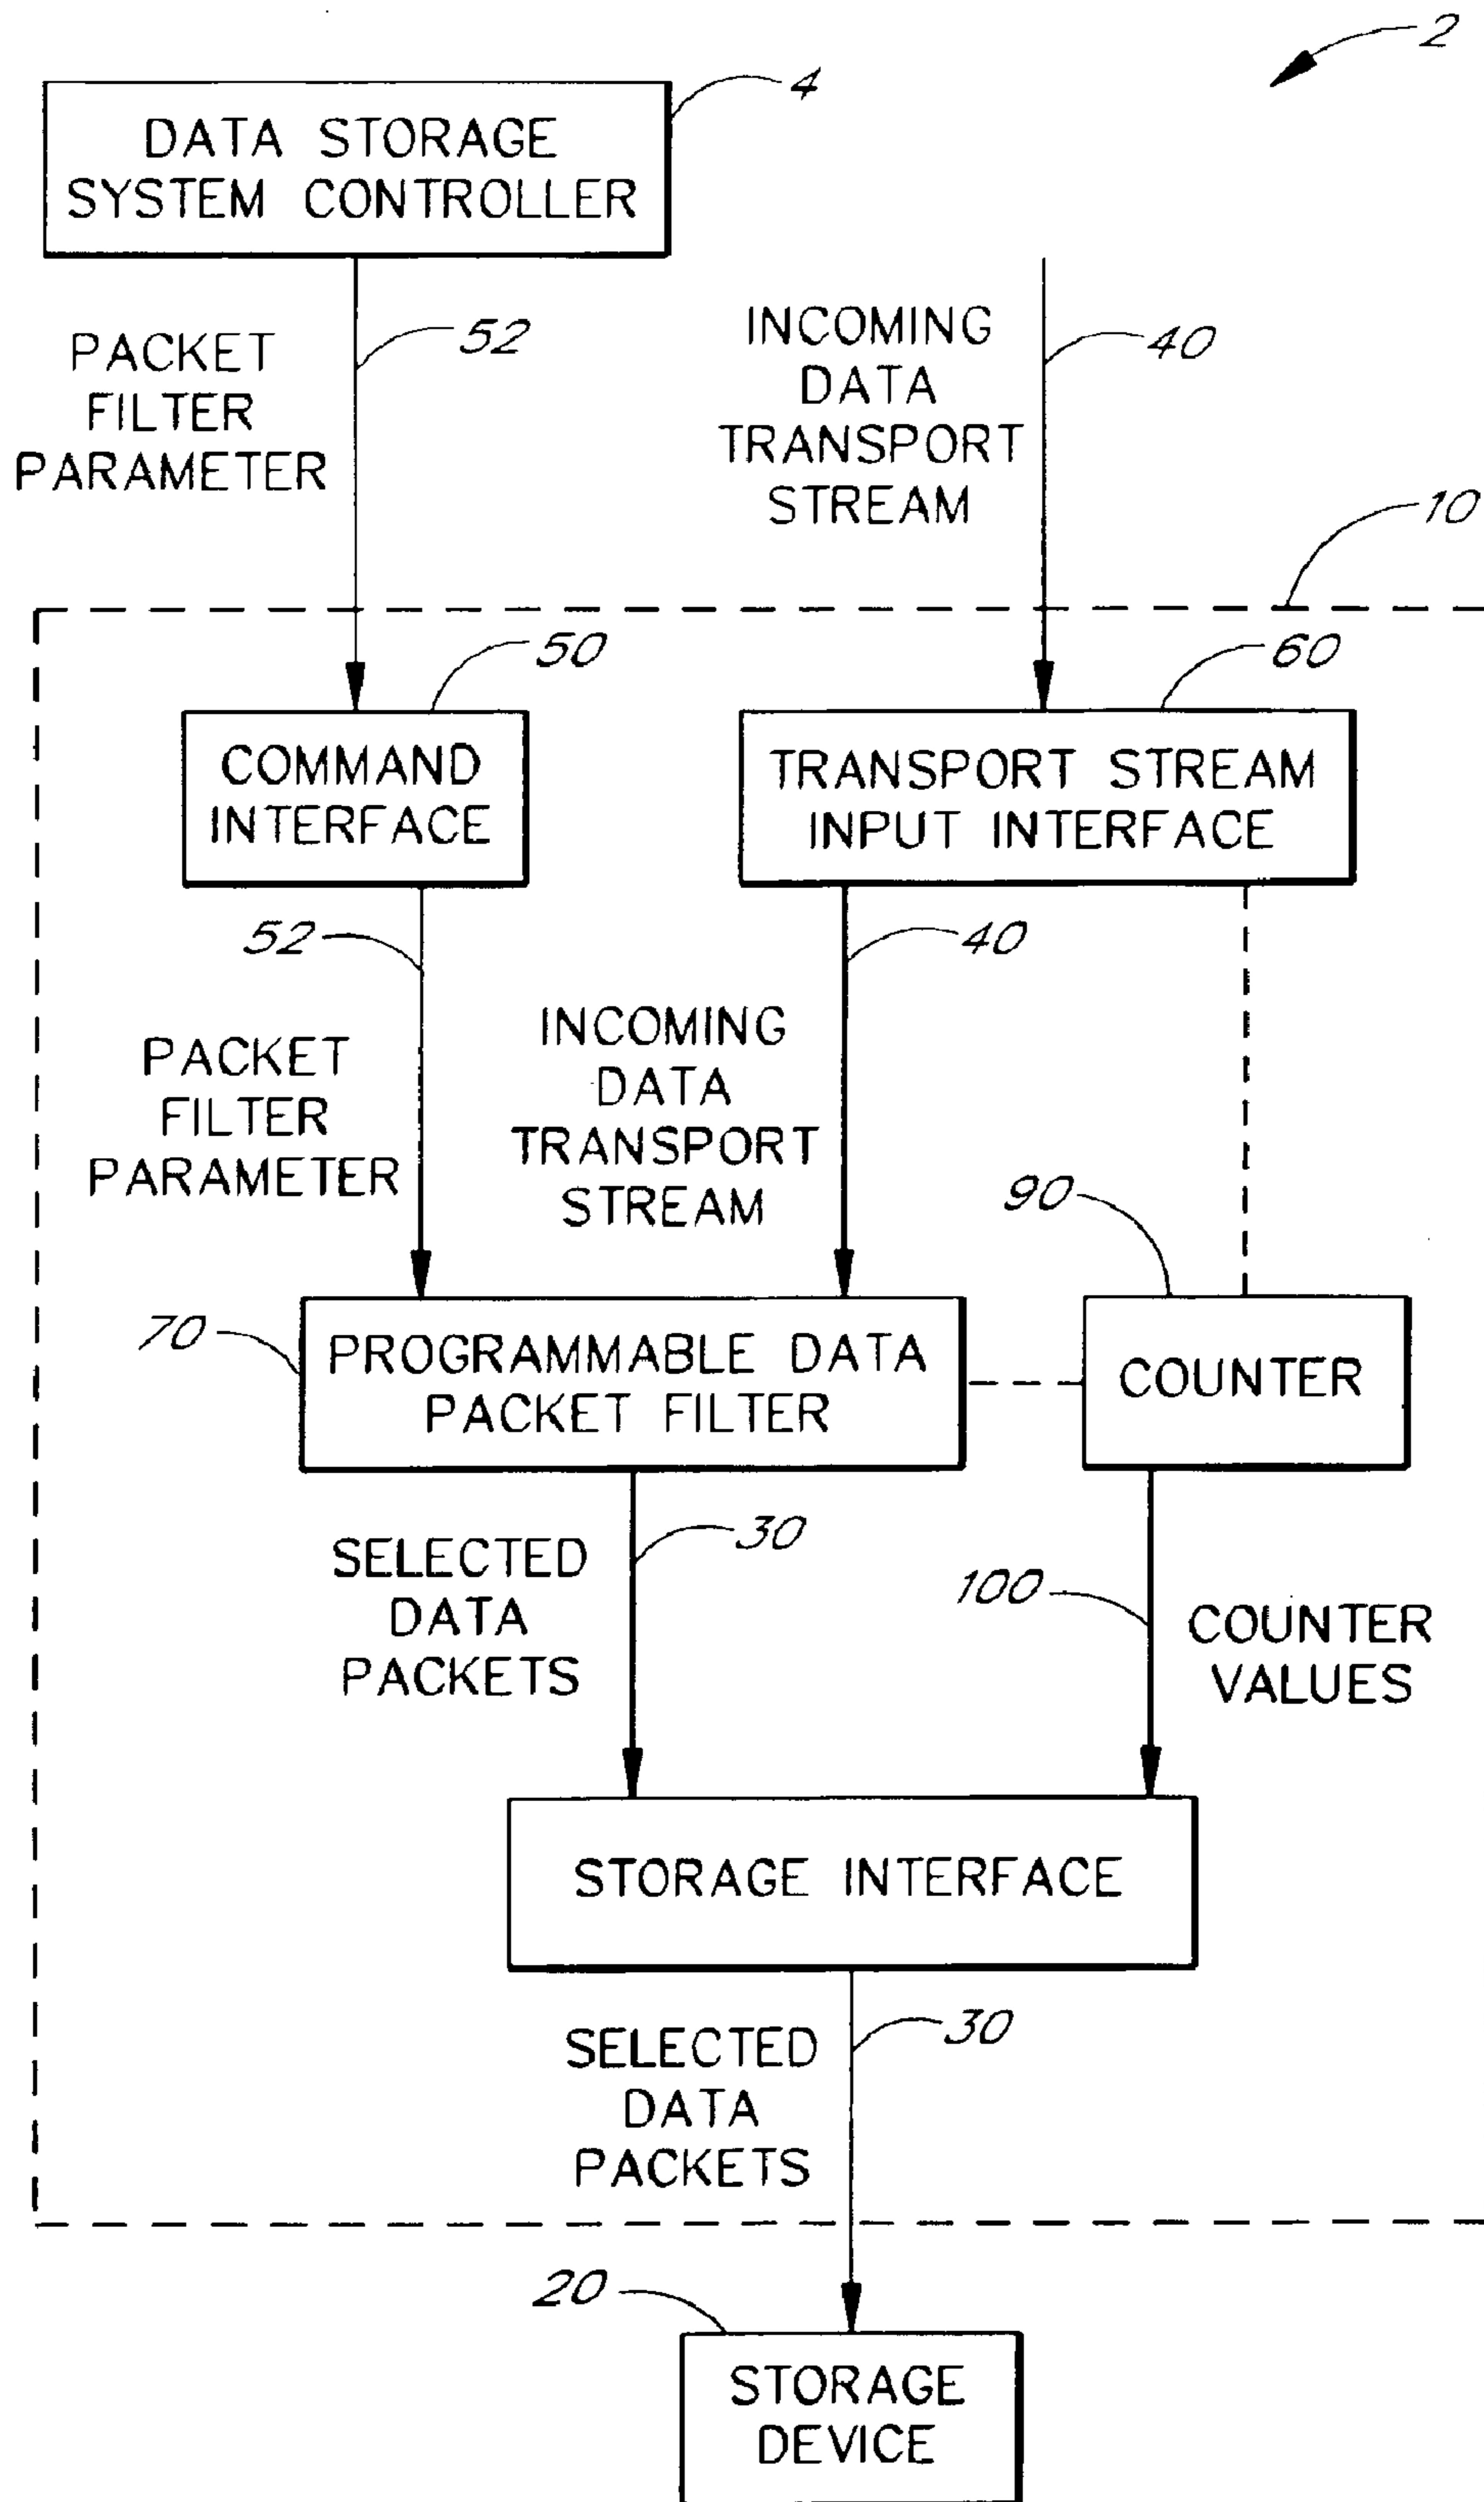 2
4
DATA STORAGE
SYSTEM CONTROLLER
52
PACKET
FILTER
PARAMETER
INCOMING
DATA
TRANSPORT
STREAM
40
10
50
60
COMMAND
INTERFACE
TRANSPORT STREAM
INPUT INTERFACE
52
40
PACKET
FILTER
PARAMETER
INCOMING
DATA
TRANSPORT
STREAM
90
70
PROGRAMMABLE DATA
PACKET FILTER
COUNTER
30
SELECTED
DATA
PACKETS
100
COUNTER
VALUES
STORAGE INTERFACE
30
SELECTED
DATA
PACKETS
20
STORAGE
DEVICE